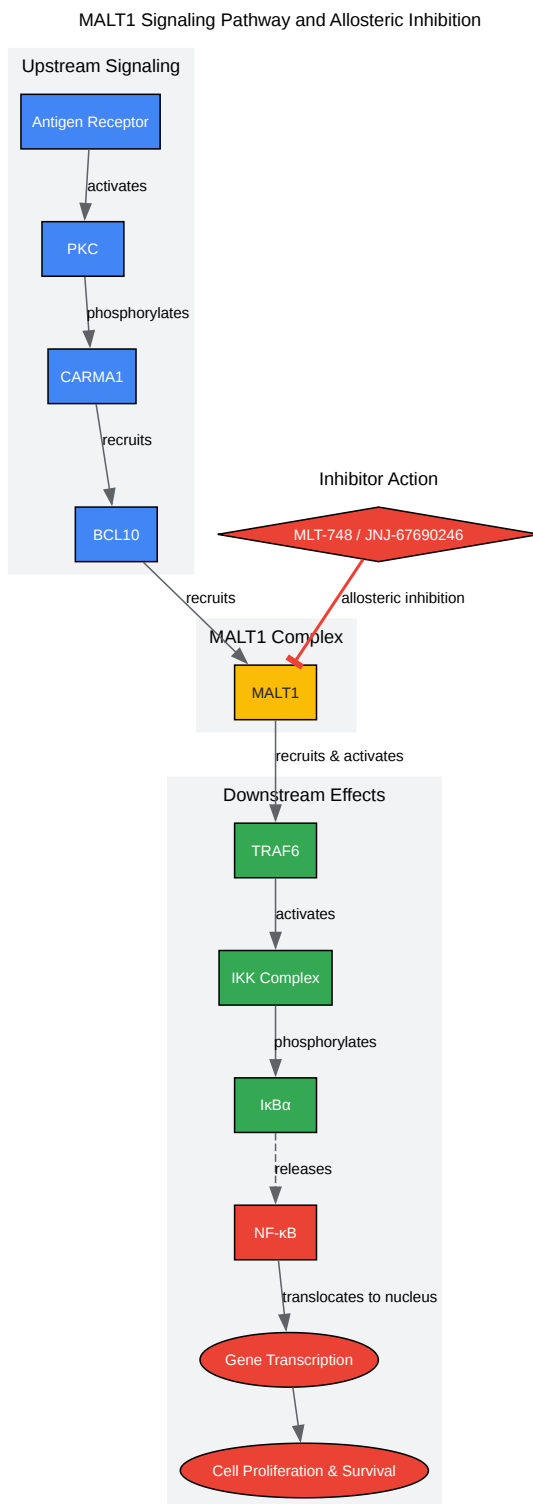 MALT1 Signaling Pathway and Allosteric Inhibition
Upstream Signaling
Antigen Receptor
activates
PKC
phosphorylates
CARMA1
recruits
BCL10
Inhibitor Action
MLT-748 / JNJ-67690246
recruits
allosteric inhibition
MALT1 Complex
MALT1
recruits & activates
Downstream Effects
TRAF6
activates
IKK Complex
phosphorylates
IκBα
releases
NF-κB
translocates to nucleus
Gene Transcription
Cell Proliferation & Survival